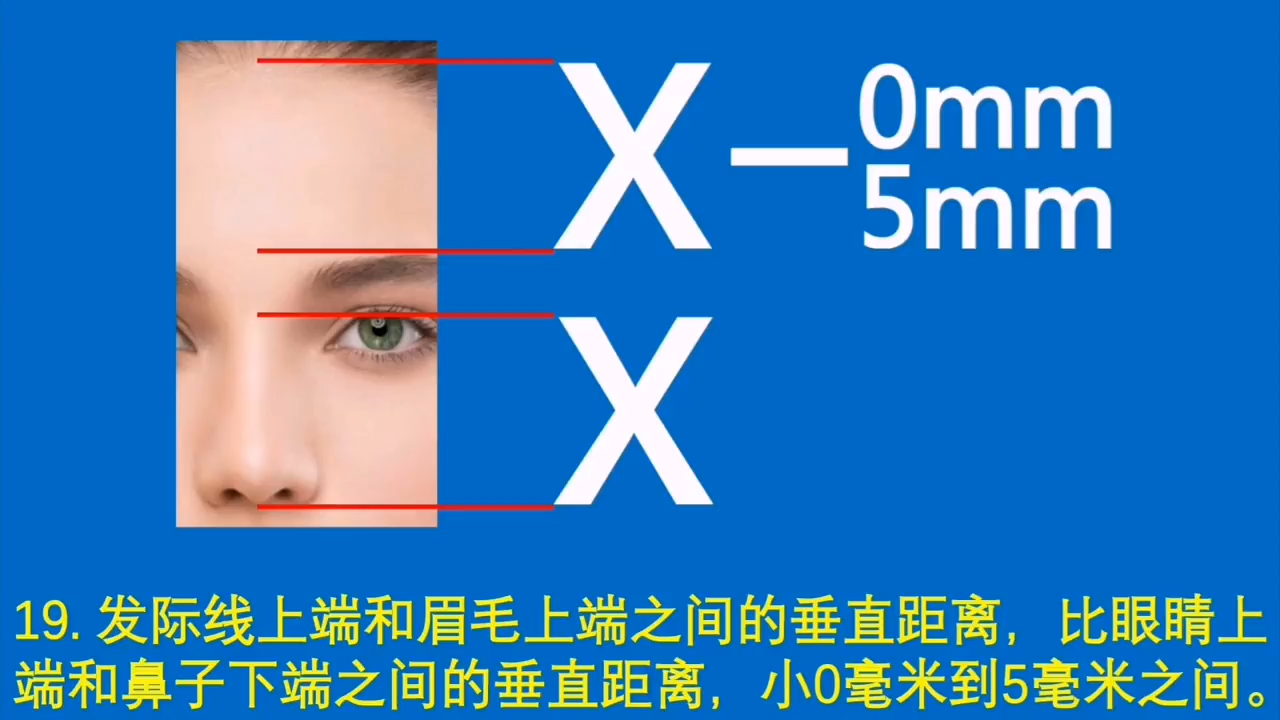 X
0mm
5mm
X
19. 发际线上端和眉毛上端之间的垂直距离，比眼睛上
端和鼻子下端之间的垂直距离，小0毫米到5毫米之间。